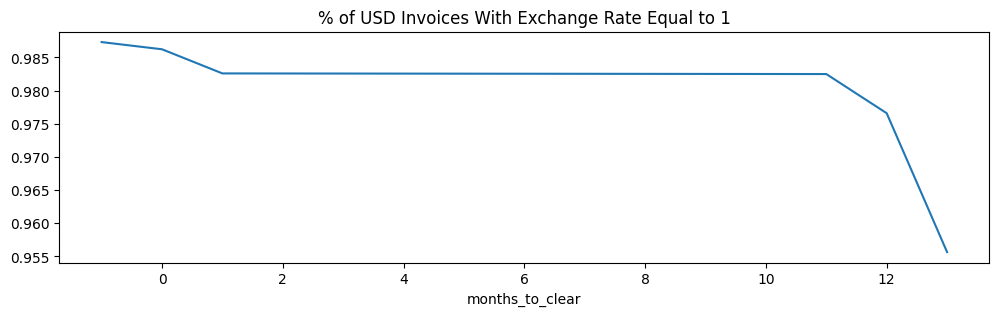 % of USD Invoices With Exchange Rate Equal to 1
0.985
0.980
0.975
0.970
0.965
0.960
0.955
0 2 4 6 8 10 12
months_to_clear